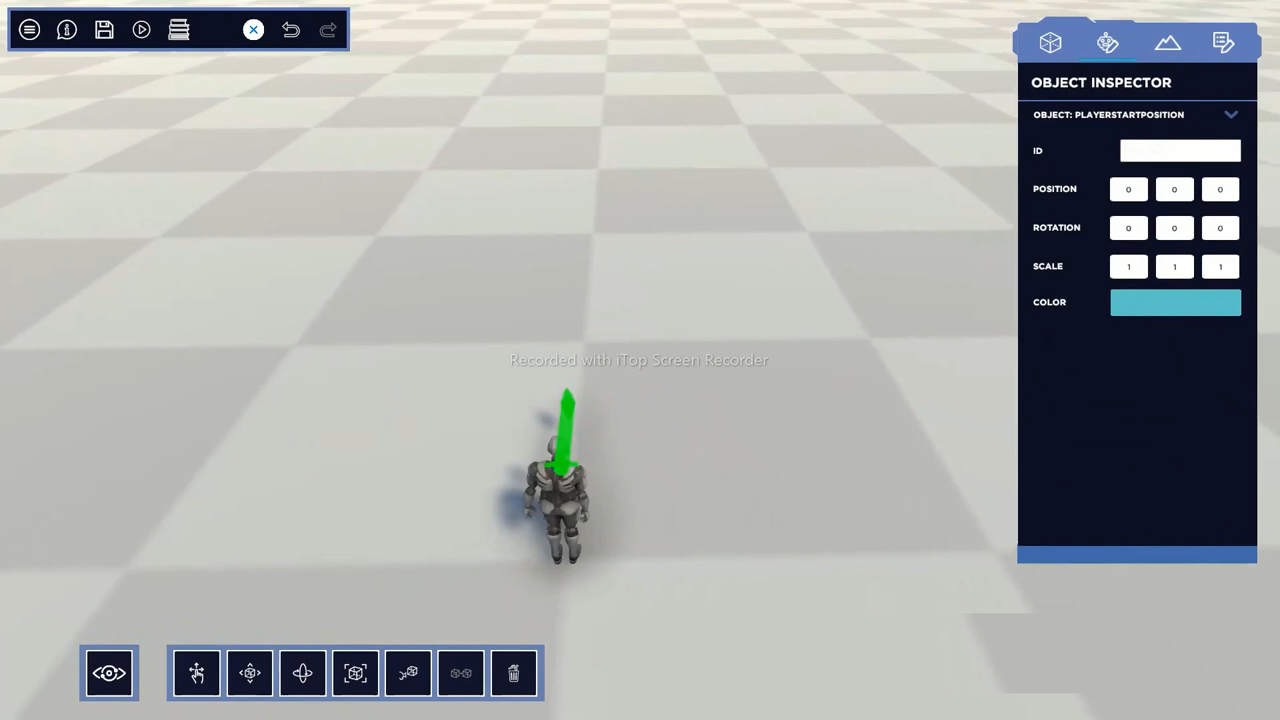 OBJECT INSPECTOR
OBJECT: PLAYERSTARTPOSITION
ID
POSITION 0 0 0
ROTATION 0 0 0
SCALE 1 1 1
COLOR
Recorded with iTop Screen Recorder